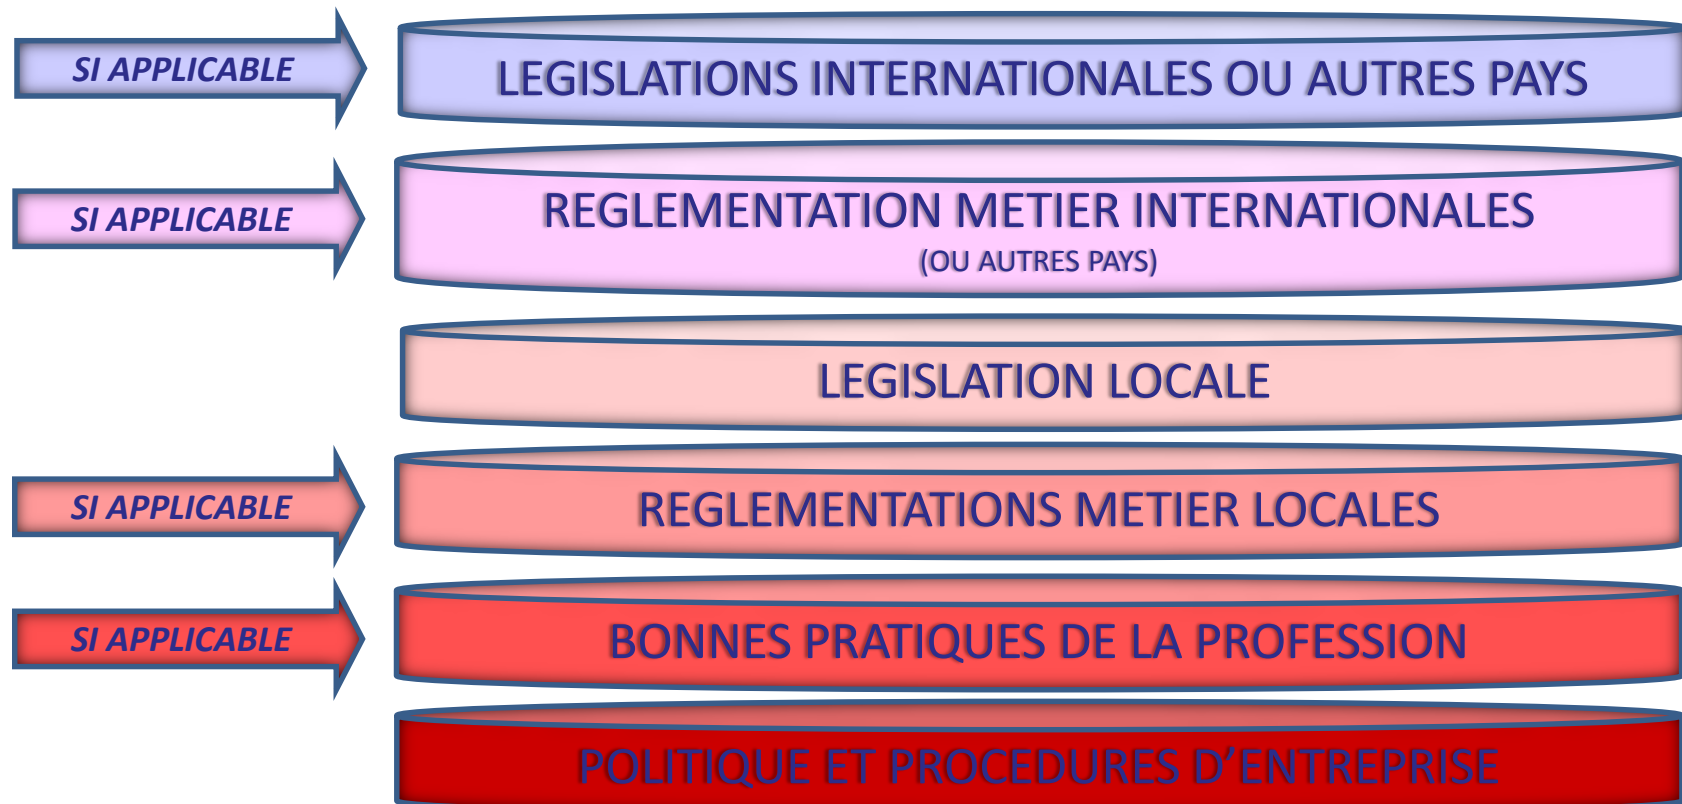 SI APPLICABLE
LEGISLATIONS INTERNATIONALES OU AUTRES PAYS
SI APPLICABLE
REGLEMENTATION METIER INTERNATIONALES
(OU AUTRES PAYS)
LEGISLATION LOCALE
SI APPLICABLE
REGLEMENTATIONS METIER LOCALES
SI APPLICABLE
BONNES PRATIQUES DE LA PROFESSION
POLITIQUE ET PROCEDURES D’ENTREPRISE